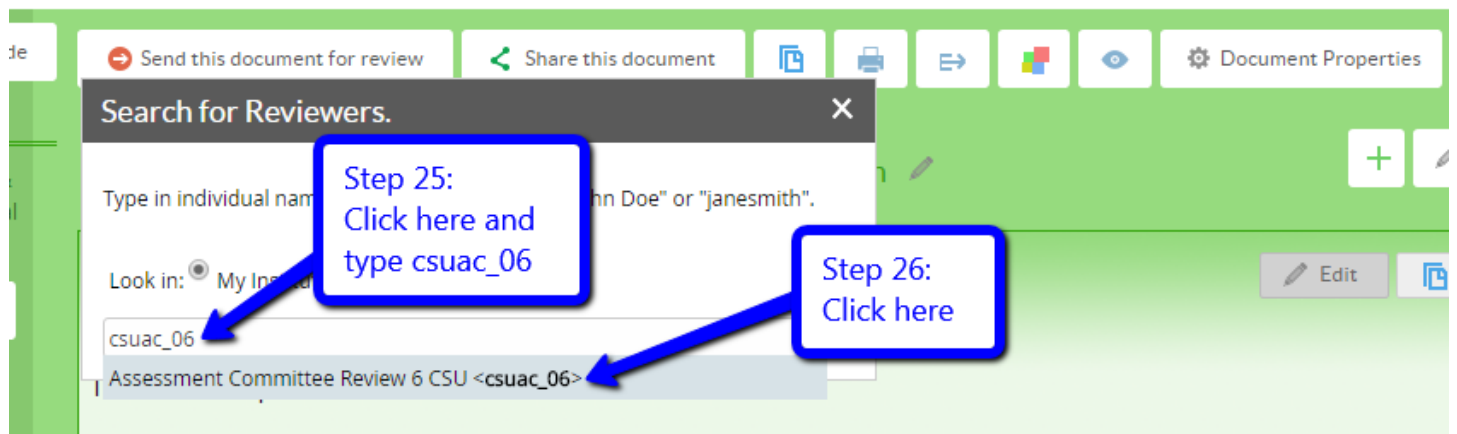 de
Send this document for review
Share this document
Document Properties
Search for Reviewers.
Step 25:
Click here and
type csuac_06
Type in individual nam hn Doe" or "janesmith".
Look in: My Ins
Step 26:
Click here
Edit
csuac_06
Assessment Committee Review 6 CSU <csuac_06>